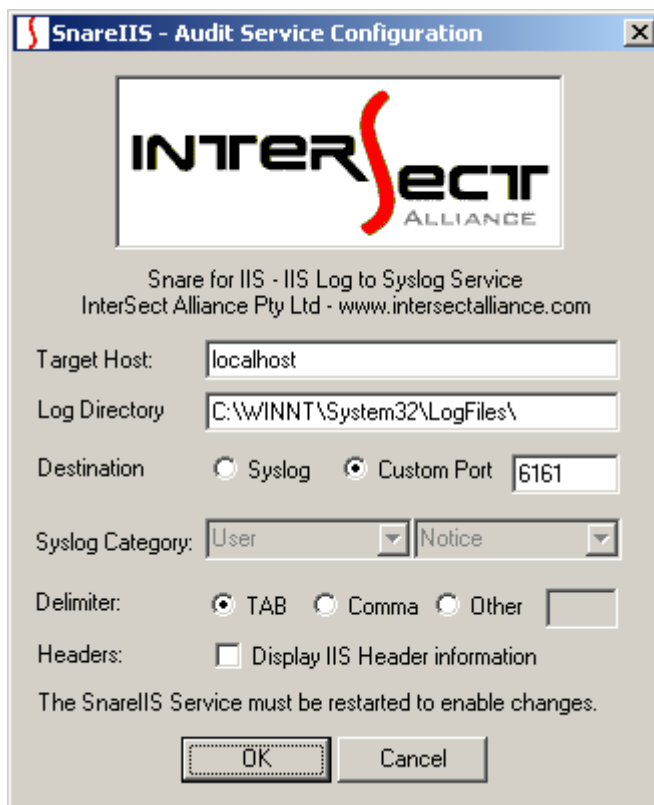 SnareIIS - Audit Service Configuration
INTERSECT
ALLIANCE
Snare for IIS - IIS Log to Syslog Service
InterSect Alliance Pty Ltd - www.intersectalliance.com
Target Host: localhost
Log Directory C:\WINNT\System32\LogFiles\
Destination Syslog Custom Port 6161
Syslog Category: User Notice
Delimiter: TAB Comma Other
Headers: Display IIS Header information
The SnareIIS Service must be restarted to enable changes.
OK Cancel